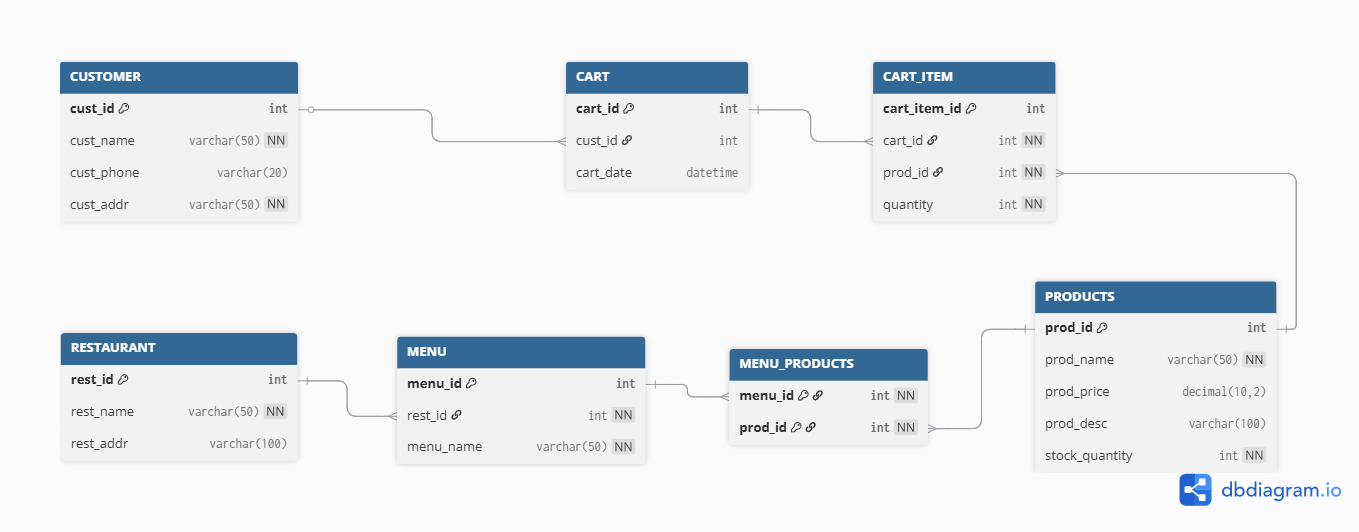 CUSTOMER
cust_id int
cust_name varchar(50) NN
cust_phone varchar(20)
cust_addr varchar(50) NN
CART
cart_id int
cust_id int
cart_date datetime
CART_ITEM
cart_item_id int
cart_id int NN
prod_id int NN
quantity int NN
RESTAURANT
rest_id int
rest_name varchar(50) NN
rest_addr varchar(100)
MENU
menu_id int
rest_id int NN
menu_name varchar(50) NN
MENU_PRODUCTS
menu_id int NN
prod_id int NN
PRODUCTS
prod_id int
prod_name varchar(50) NN
prod_price decimal(10,2)
prod_desc varchar(100)
stock_quantity int NN
dbdiagram.io